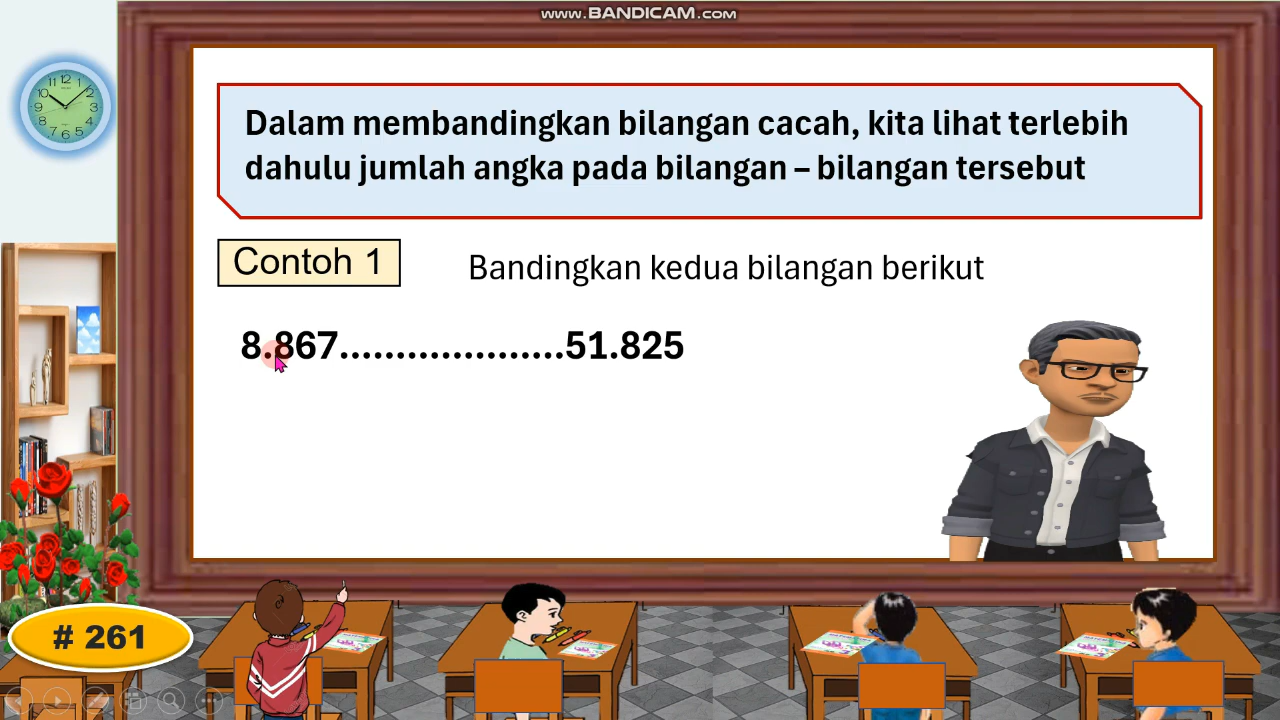 www.BANDICAM.com
Dalam membandingkan bilangan cacah, kita lihat terlebih
dahulu jumlah angka pada bilangan – bilangan tersebut
Contoh 1
Bandingkan kedua bilangan berikut
8.867....................51.825
# 261